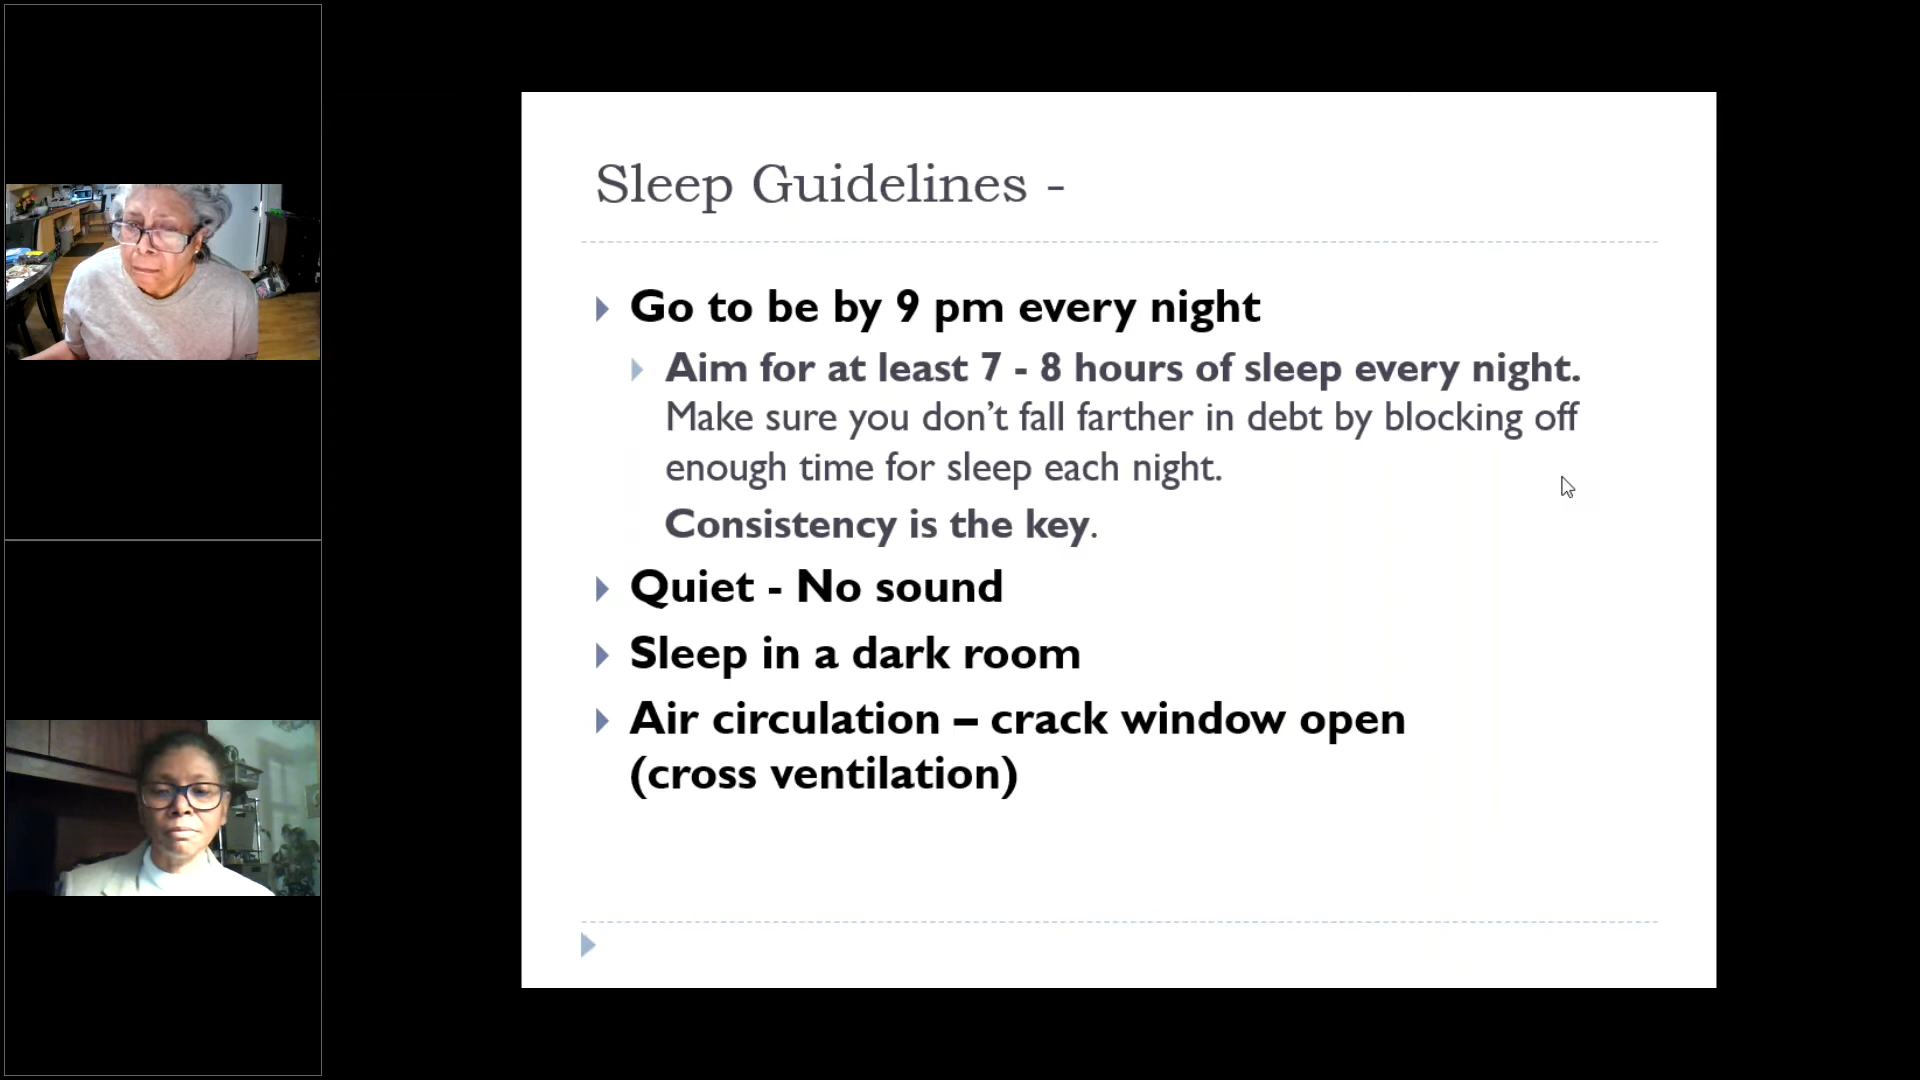 Sleep Guidelines -
Go to be by 9 pm every night
Aim for at least 7 - 8 hours of sleep every night.
Make sure you don’t fall farther in debt by blocking off
enough time for sleep each night.
Consistency is the key.
Quiet - No sound
Sleep in a dark room
Air circulation – crack window open
(cross ventilation)